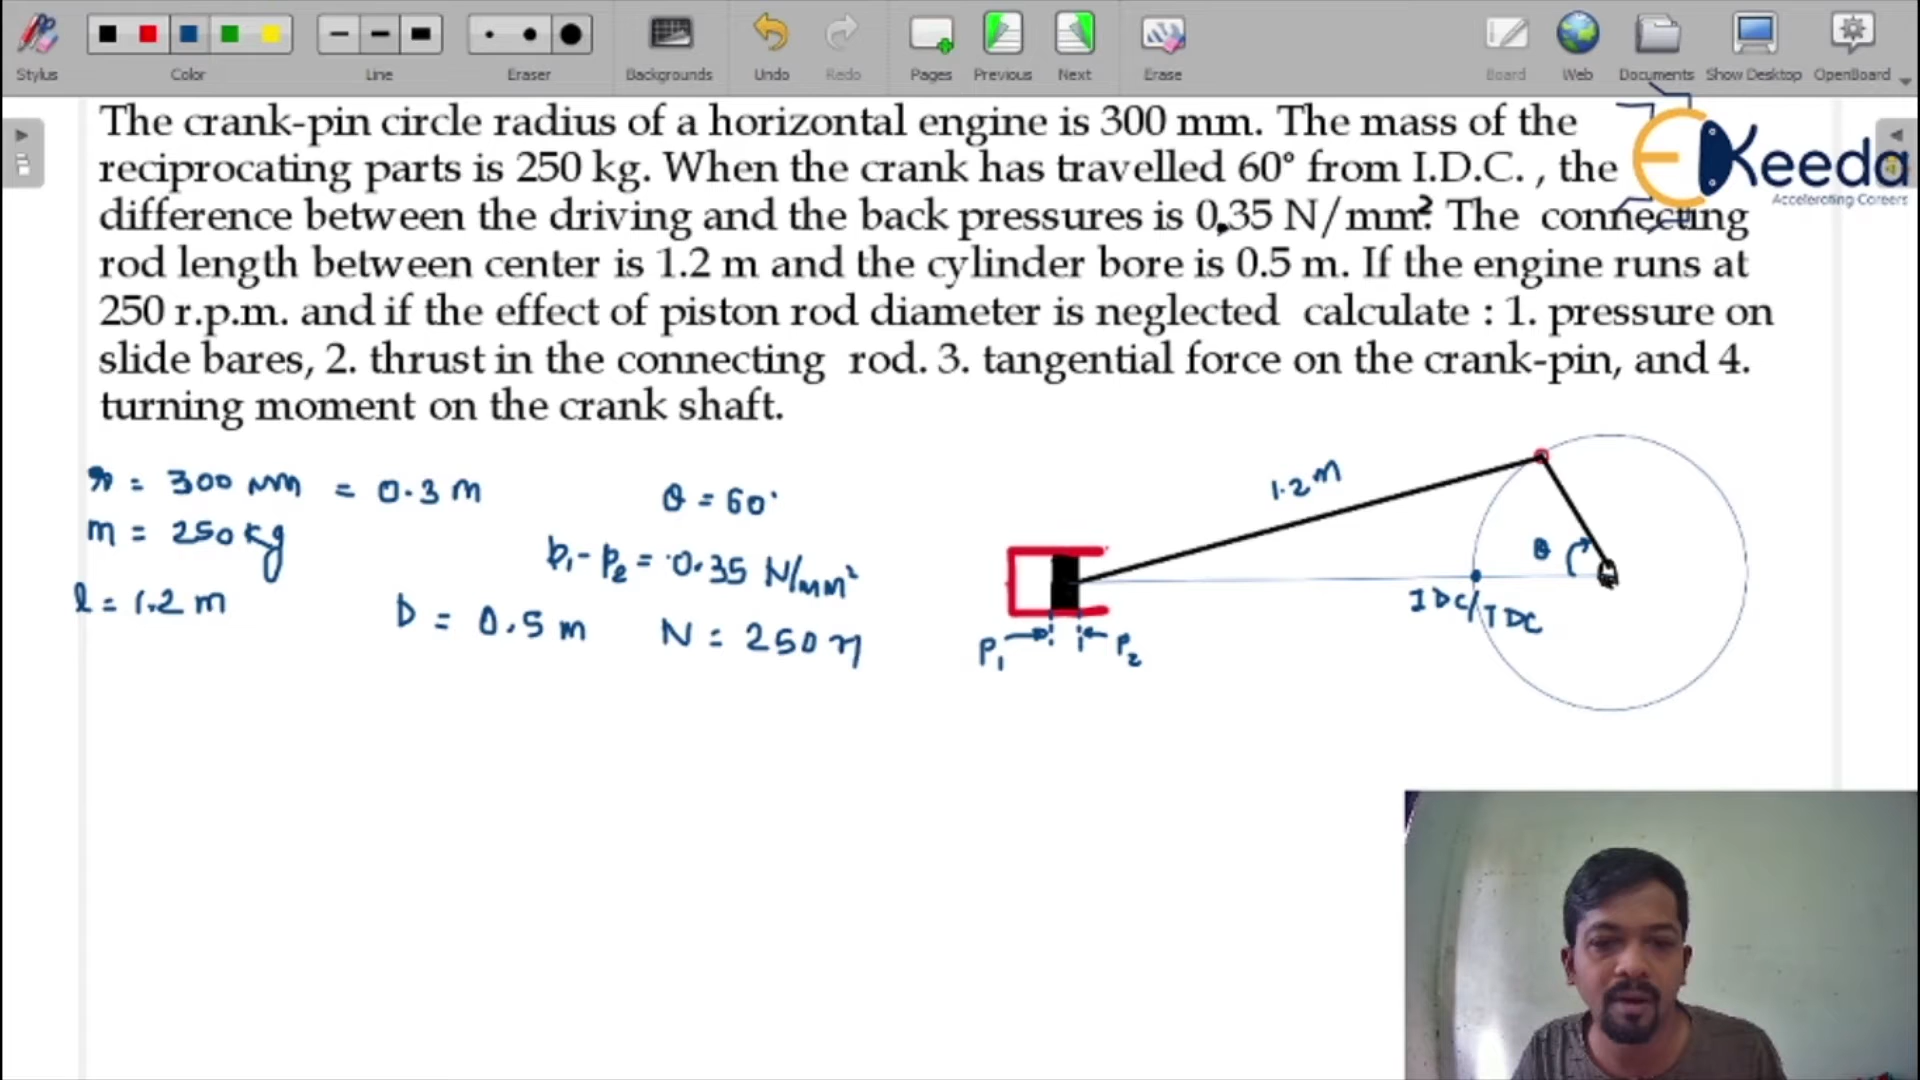 Stylus Color Line Eraser Backgrounds Undo Redo Pages Previous Next Erase Board Web Documents Show Desktop OpenBoard
The crank-pin circle radius of a horizontal engine is 300 mm. The mass of the
reciprocating parts is 250 kg. When the crank has travelled 60° from I.D.C. , the
difference between the driving and the back pressures is 0.35 N/mm². The connecting
rod length between center is 1.2 m and the cylinder bore is 0.5 m. If the engine runs at
250 r.p.m. and if the effect of piston rod diameter is neglected calculate : 1. pressure on
slide bares, 2. thrust in the connecting rod. 3. tangential force on the crank-pin, and 4.
turning moment on the crank shaft.
EKeeda
Accelerating Careers
r = 300 mm = 0.3 m
θ = 60°
m = 250 kg
p₁ - p₂ = 0.35 N/mm²
l = 1.2 m
D = 0.5 m
N = 250 r
1.2 m
θ
IDC/TDC
P₁
P₂